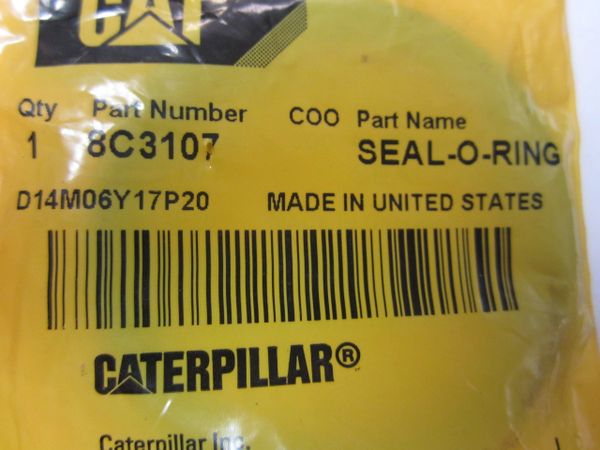 CAT
Qty Part Number COO Part Name
1 8C3107 SEAL-O-RING
D14M06Y17P20 MADE IN UNITED STATES
CATERPILLAR®
Caterpillar Inc.